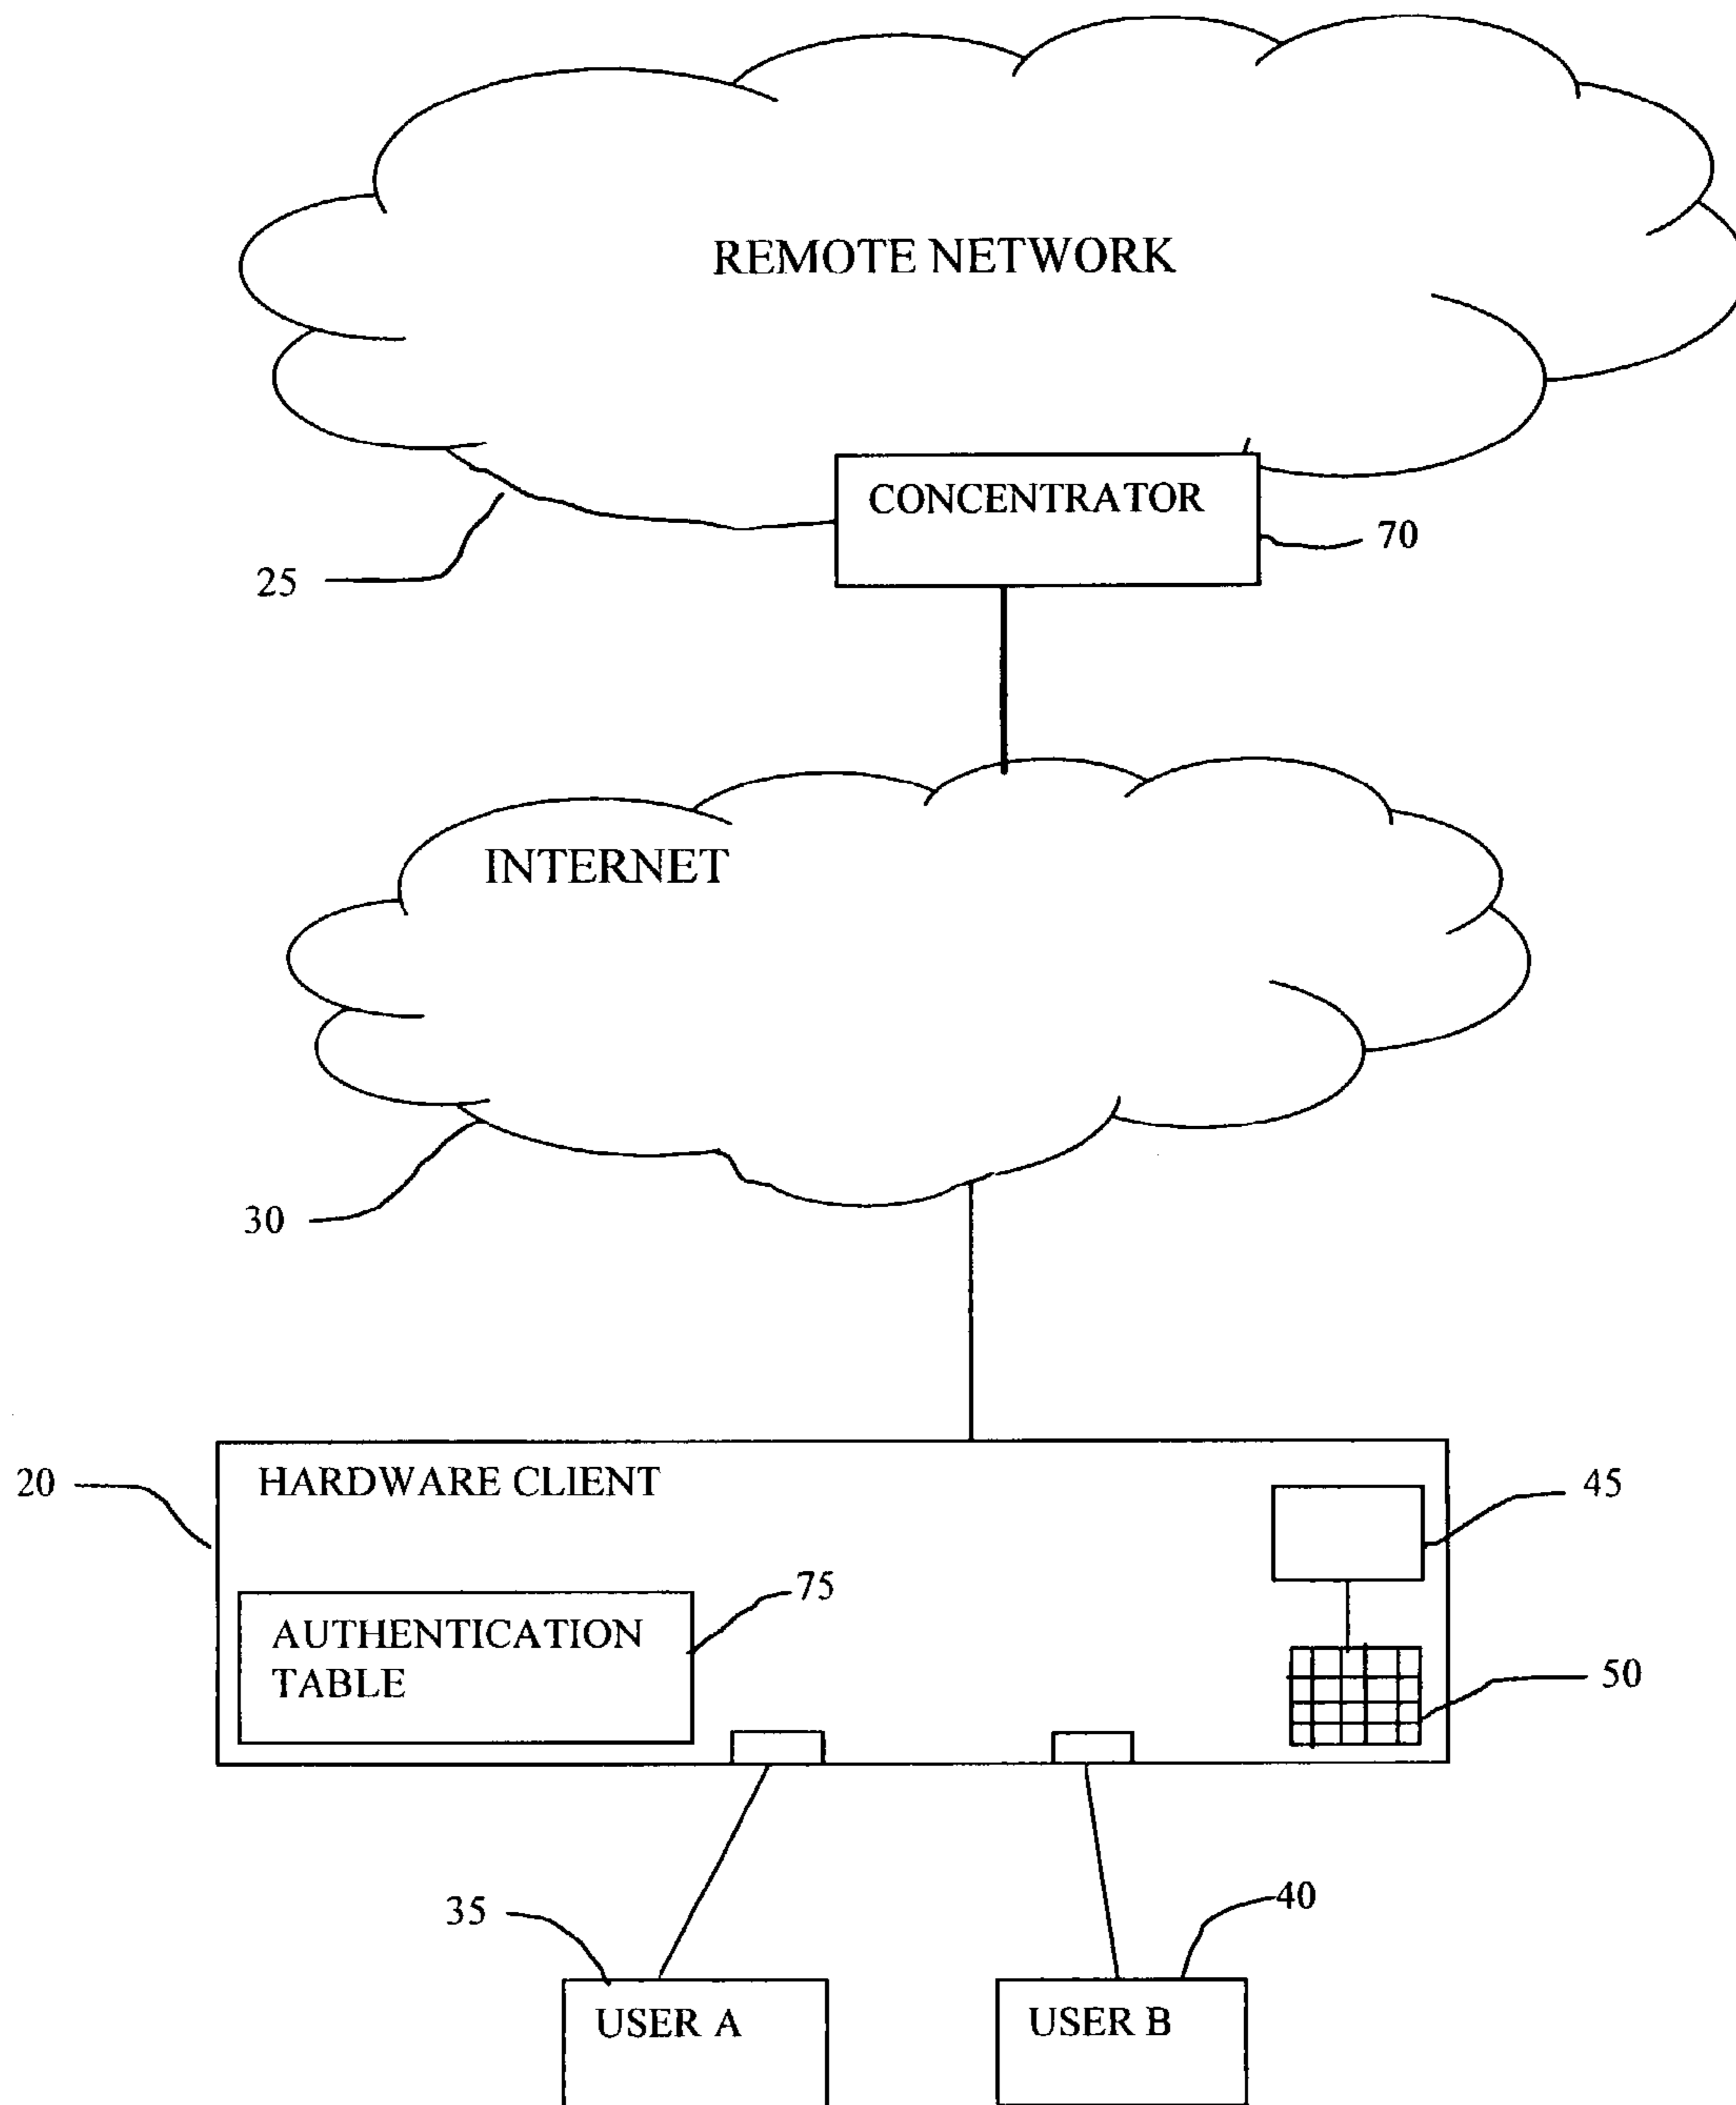 REMOTE NETWORK
CONCENTRATOR
70
25
INTERNET
30
20
HARDWARE CLIENT
45
75
AUTHENTICATION
TABLE
50
35
40
USER A
USER B